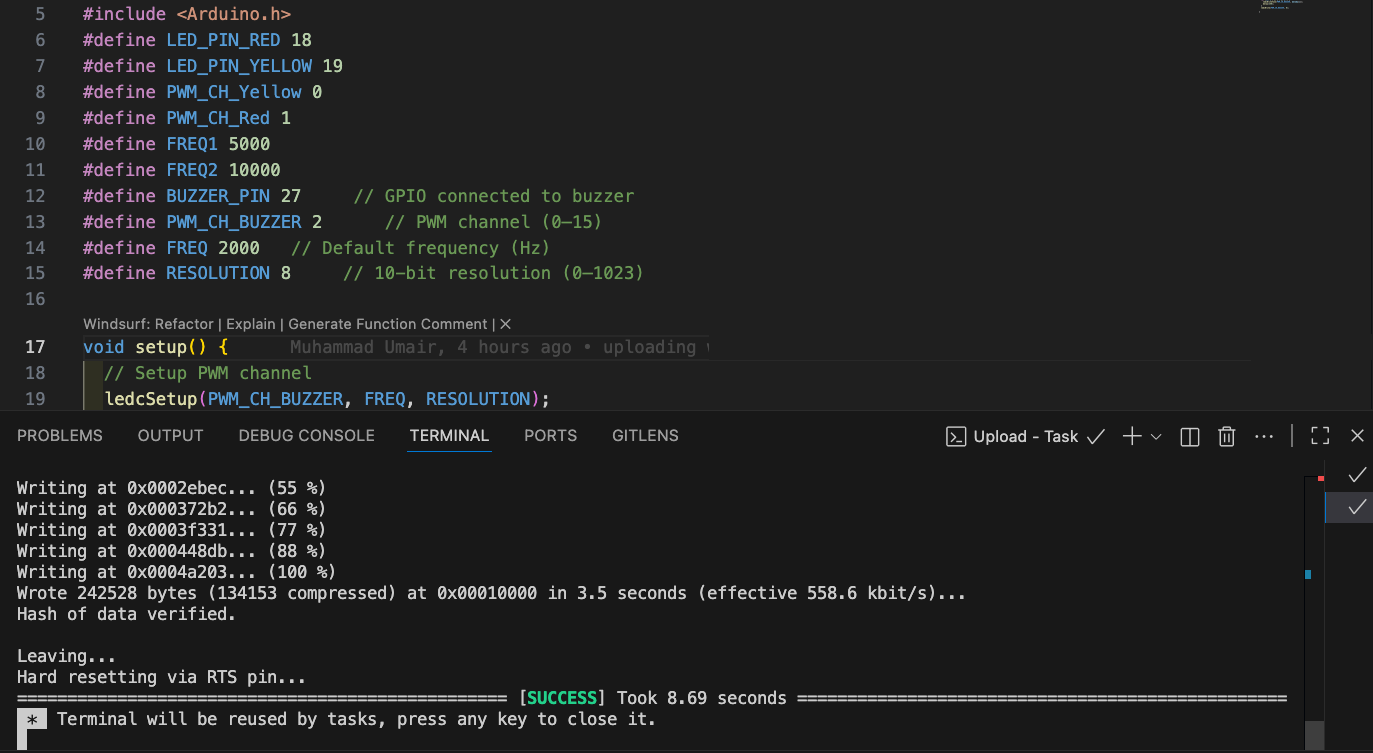 5 #include <Arduino.h>
6 #define LED_PIN_RED 18
7 #define LED_PIN_YELLOW 19
8 #define PWM_CH_Yellow 0
9 #define PWM_CH_Red 1
10 #define FREQ1 5000
11 #define FREQ2 10000
12 #define BUZZER_PIN 27     // GPIO connected to buzzer
13 #define PWM_CH_BUZZER 2      // PWM channel (0–15)
14 #define FREQ 2000   // Default frequency (Hz)
15 #define RESOLUTION 8     // 10-bit resolution (0–1023)
16
Windsurf: Refactor | Explain | Generate Function Comment | ✕
17 void setup() {      Muhammad Umair, 4 hours ago • uploading
18   // Setup PWM channel
19   ledcSetup(PWM_CH_BUZZER, FREQ, RESOLUTION);
PROBLEMS OUTPUT DEBUG CONSOLE TERMINAL PORTS GITLENS Upload - Task
Writing at 0x0002ebec... (55 %)
Writing at 0x000372b2... (66 %)
Writing at 0x0003f331... (77 %)
Writing at 0x000448db... (88 %)
Writing at 0x0004a203... (100 %)
Wrote 242528 bytes (134153 compressed) at 0x00010000 in 3.5 seconds (effective 558.6 kbit/s)...
Hash of data verified.
Leaving...
Hard resetting via RTS pin...
================================================= [SUCCESS] Took 8.69 seconds =================================================
* Terminal will be reused by tasks, press any key to close it.